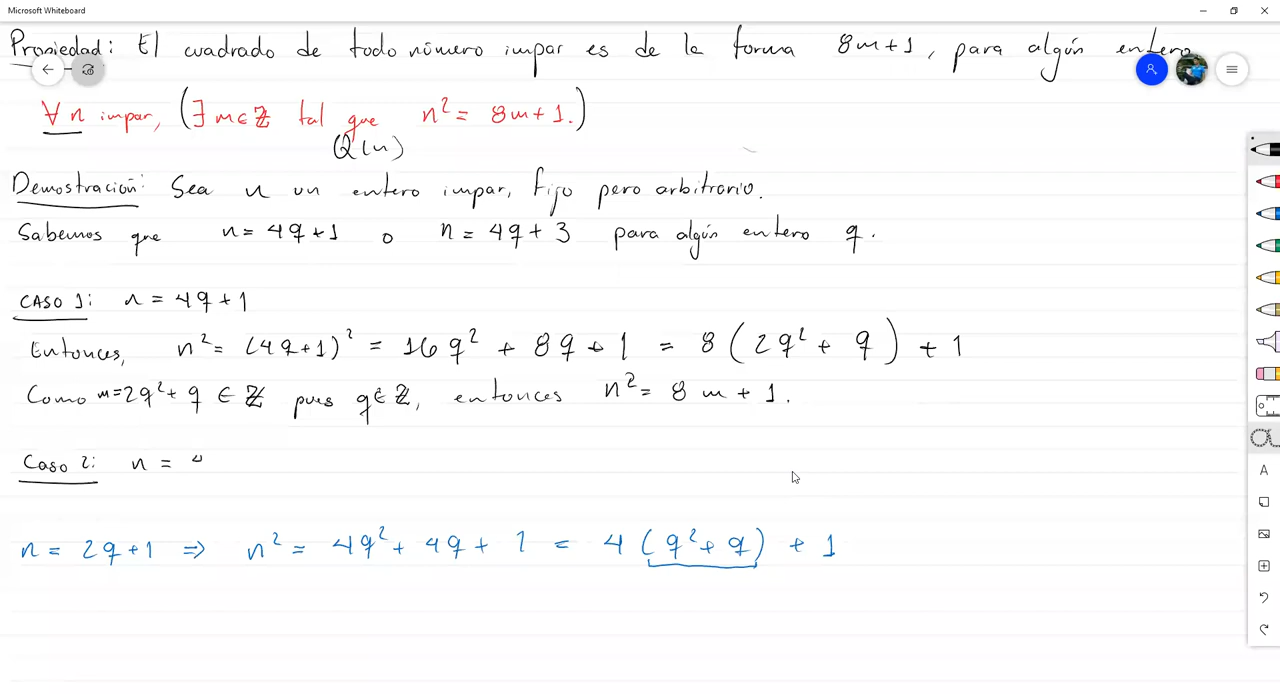 Microsoft Whiteboard
Propiedad: El cuadrado de todo número impar es de la forma 8m+1, para algún entero
∀n impar, (∃ m∈ℤ tal que n² = 8m+1.)
Q(n)
Demostración: Sea n un entero impar, fijo pero arbitrario.
Sabemos que n=4q+1 o n=4q+3 para algún entero q.
CASO 1: n = 4q+1
Entonces, n² = (4q+1)² = 16q² + 8q + 1 = 8(2q² + q) + 1
Como m=2q²+q ∈ ℤ pues q∈ℤ, entonces n² = 8m + 1.
Caso 2: n =
n = 2q+1 ⇒ n² = 4q² + 4q + 1 = 4(q²+q) + 1
A